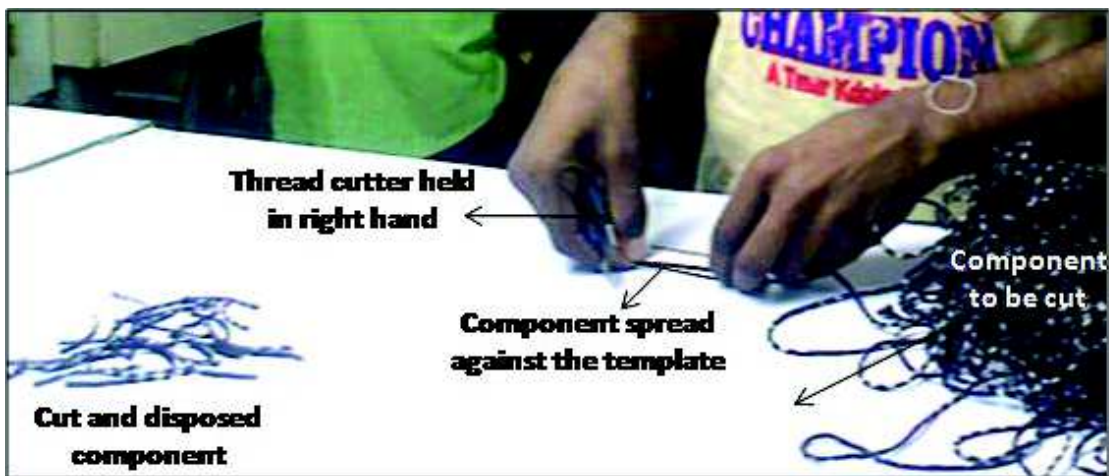 CHAMPION
Thread cutter held
in right hand
Component
to be cut
Component spread
against the template
Cut and disposed
component